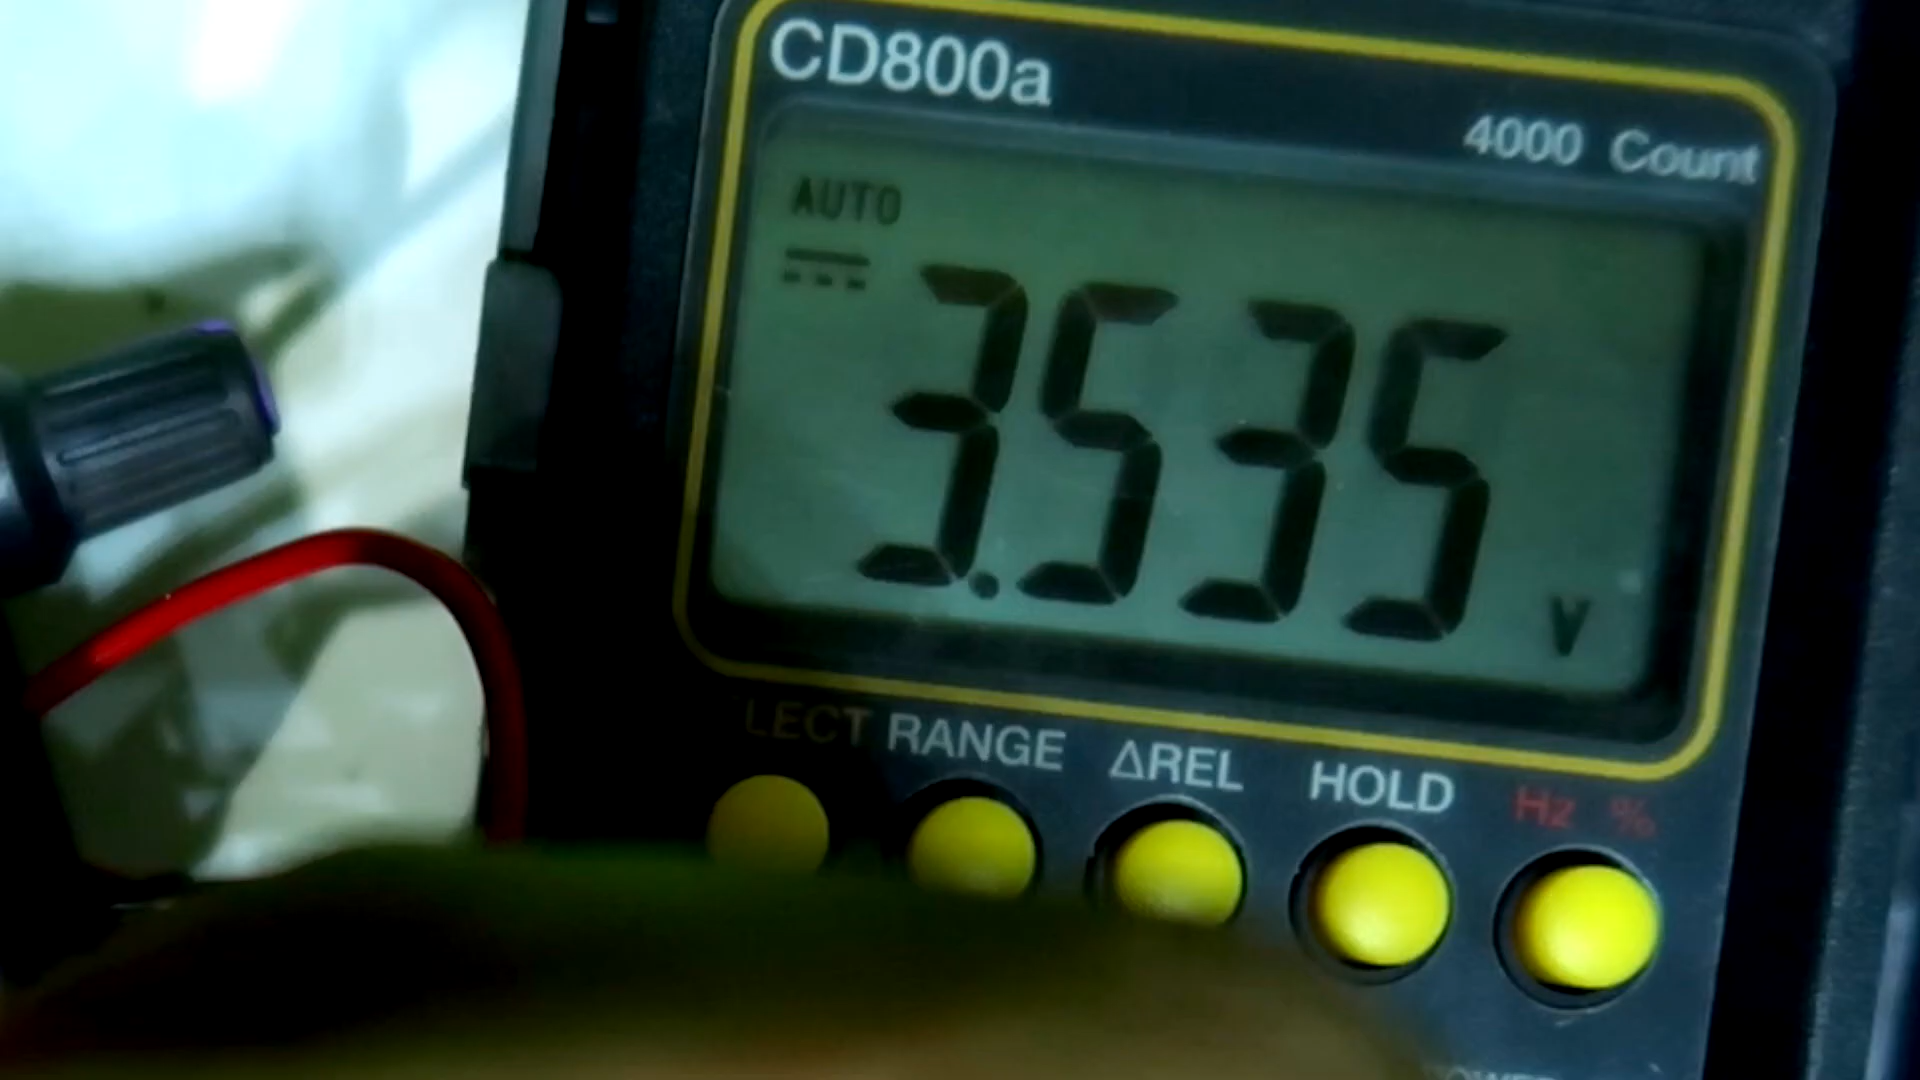 CD800a
4000 Count
AUTO
3.535 V
LECT RANGE ΔREL HOLD Hz %